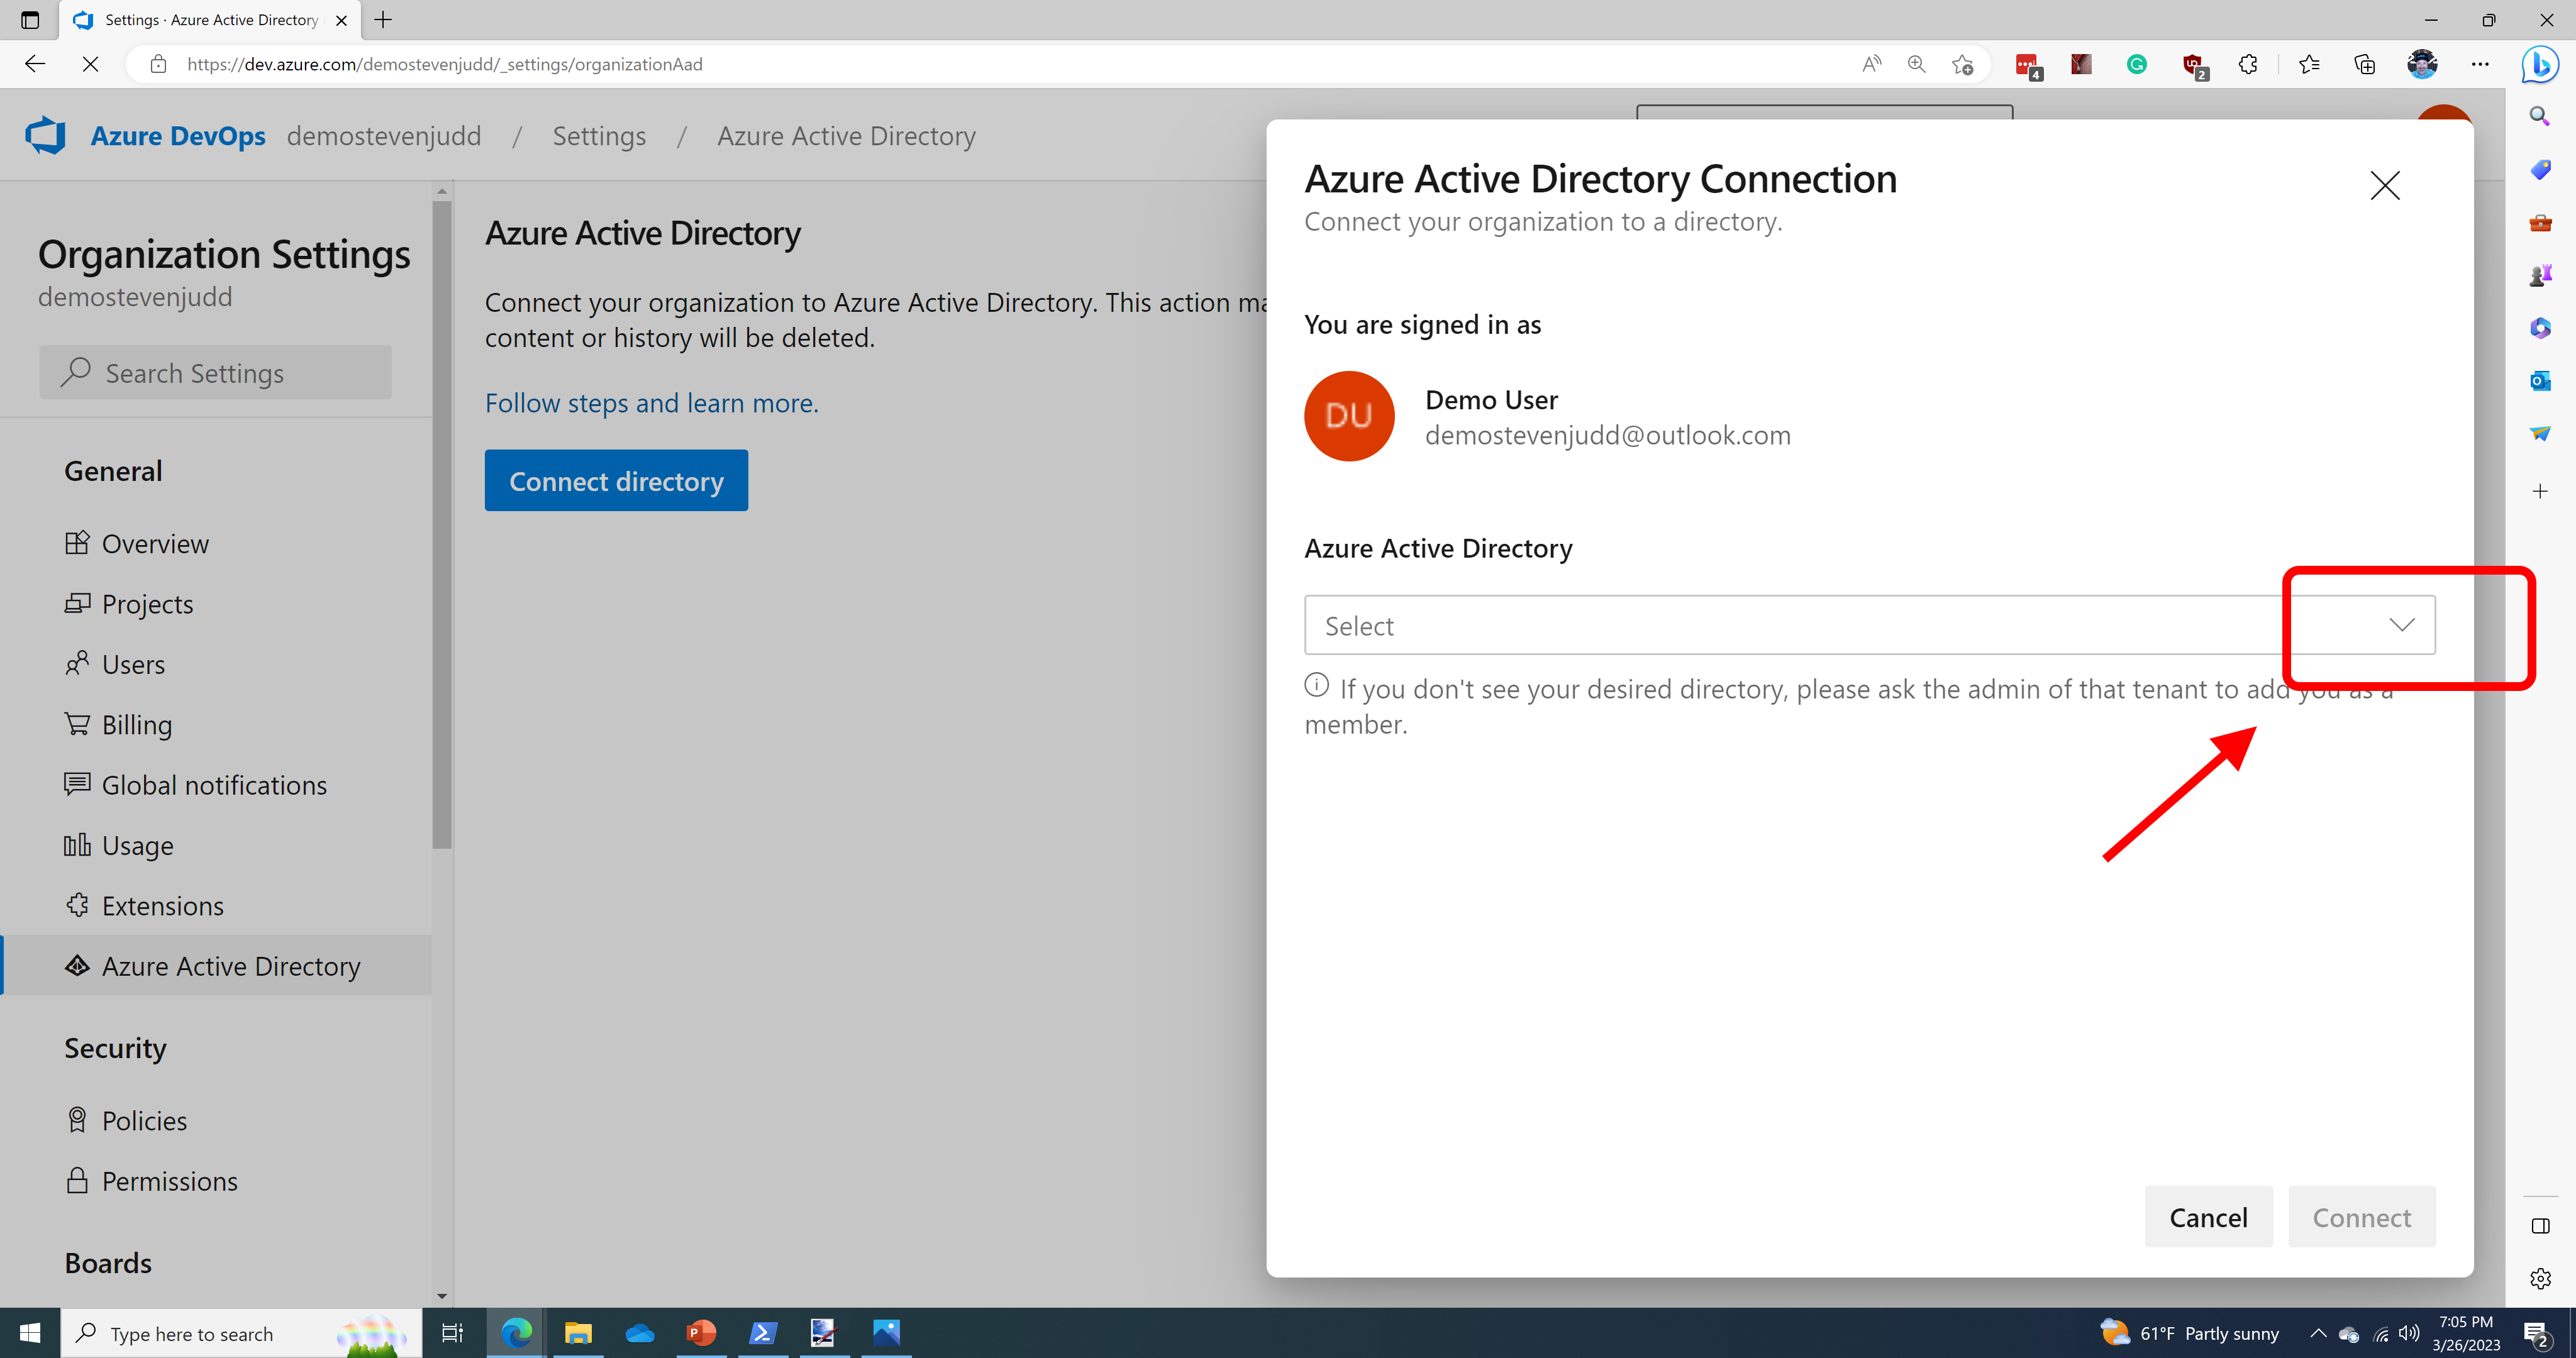 Settings · Azure Active Directory
https://dev.azure.com/demostevenjudd/_settings/organizationAad
4
2
Azure DevOps demostevenjudd / Settings / Azure Active Directory
Organization Settings
demostevenjudd
Search Settings
General
Overview
Projects
Users
Billing
Global notifications
Usage
Extensions
Azure Active Directory
Security
Policies
Permissions
Boards
Azure Active Directory
Connect your organization to Azure Active Directory. This action ma
content or history will be deleted.
Follow steps and learn more.
Connect directory
Azure Active Directory Connection
Connect your organization to a directory.
You are signed in as
DU
Demo User
demostevenjudd@outlook.com
Azure Active Directory
Select
If you don't see your desired directory, please ask the admin of that tenant to add you as a
member.
Cancel
Connect
Type here to search
61°F Partly sunny
7:05 PM
3/26/2023
2